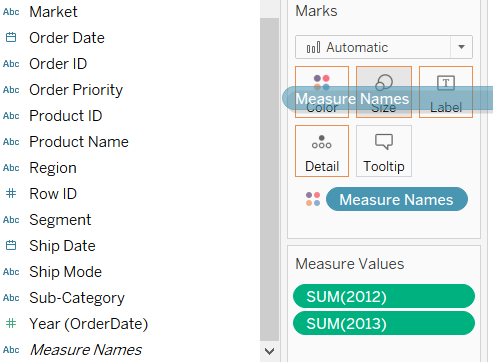 Abc Market
Order Date
Abc Order ID
Abc Order Priority
Abc Product ID
Abc Product Name
Abc Region
# Row ID
Abc Segment
Ship Date
Abc Ship Mode
Abc Sub-Category
# Year (OrderDate)
Abc Measure Names
Marks
Automatic
Measure Names
Color
Size
T
Label
Detail
Tooltip
Measure Names
Measure Values
SUM(2012)
SUM(2013)